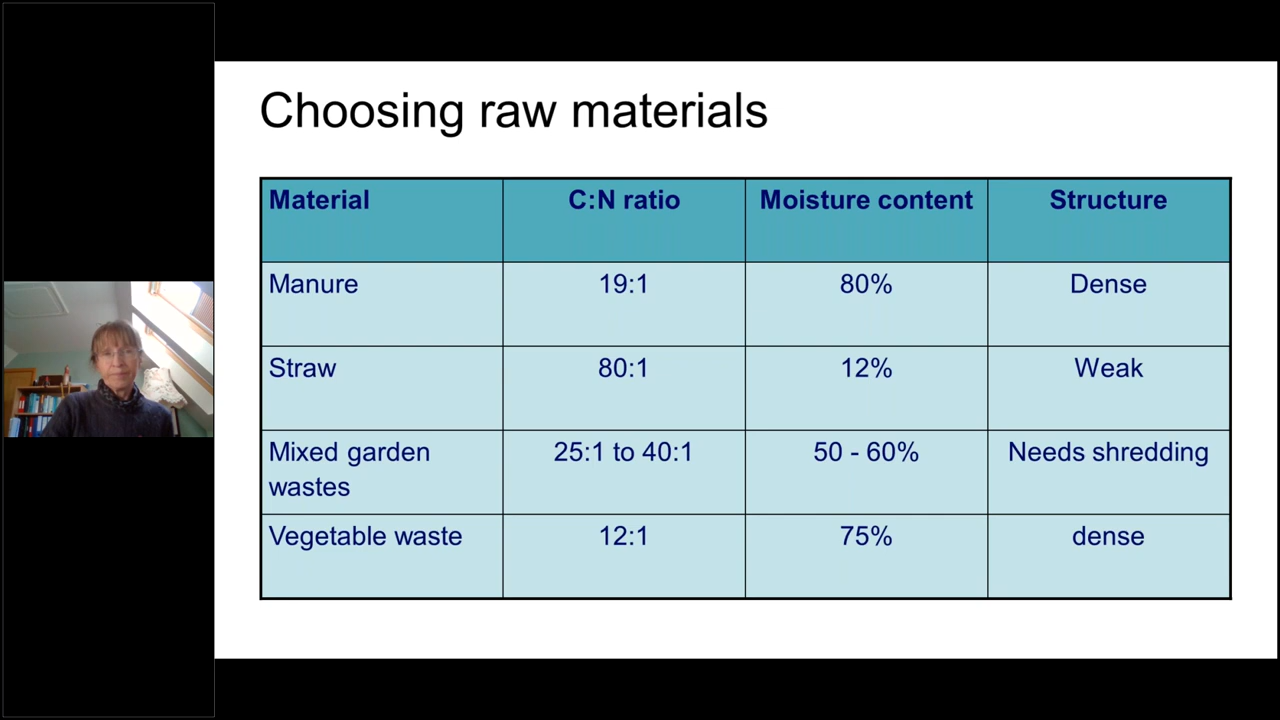 Choosing raw materials
Material C:N ratio Moisture content Structure
Manure 19:1 80% Dense
Straw 80:1 12% Weak
Mixed garden 25:1 to 40:1 50 - 60% Needs shredding
wastes
Vegetable waste 12:1 75% dense